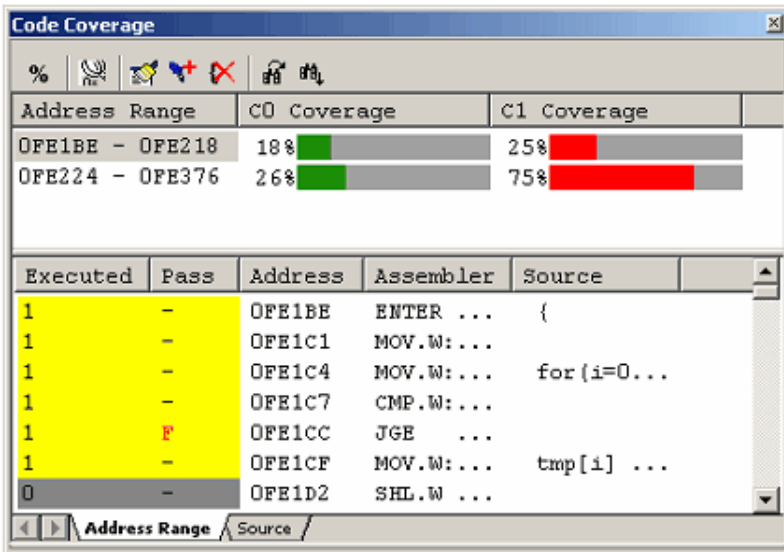 Code Coverage
%
Address Range C0 Coverage C1 Coverage
0FE1BE - 0FE218 18% 25%
0FE224 - 0FE376 26% 75%
Executed Pass Address Assembler Source
1 - 0FE1BE ENTER ... {
1 - 0FE1C1 MOV.W:...
1 - 0FE1C4 MOV.W:... for(i=0...
1 - 0FE1C7 CMP.W:...
1 F 0FE1CC JGE ...
1 - 0FE1CF MOV.W:... tmp[i] ...
0 - 0FE1D2 SHL.W ...
Address Range Source